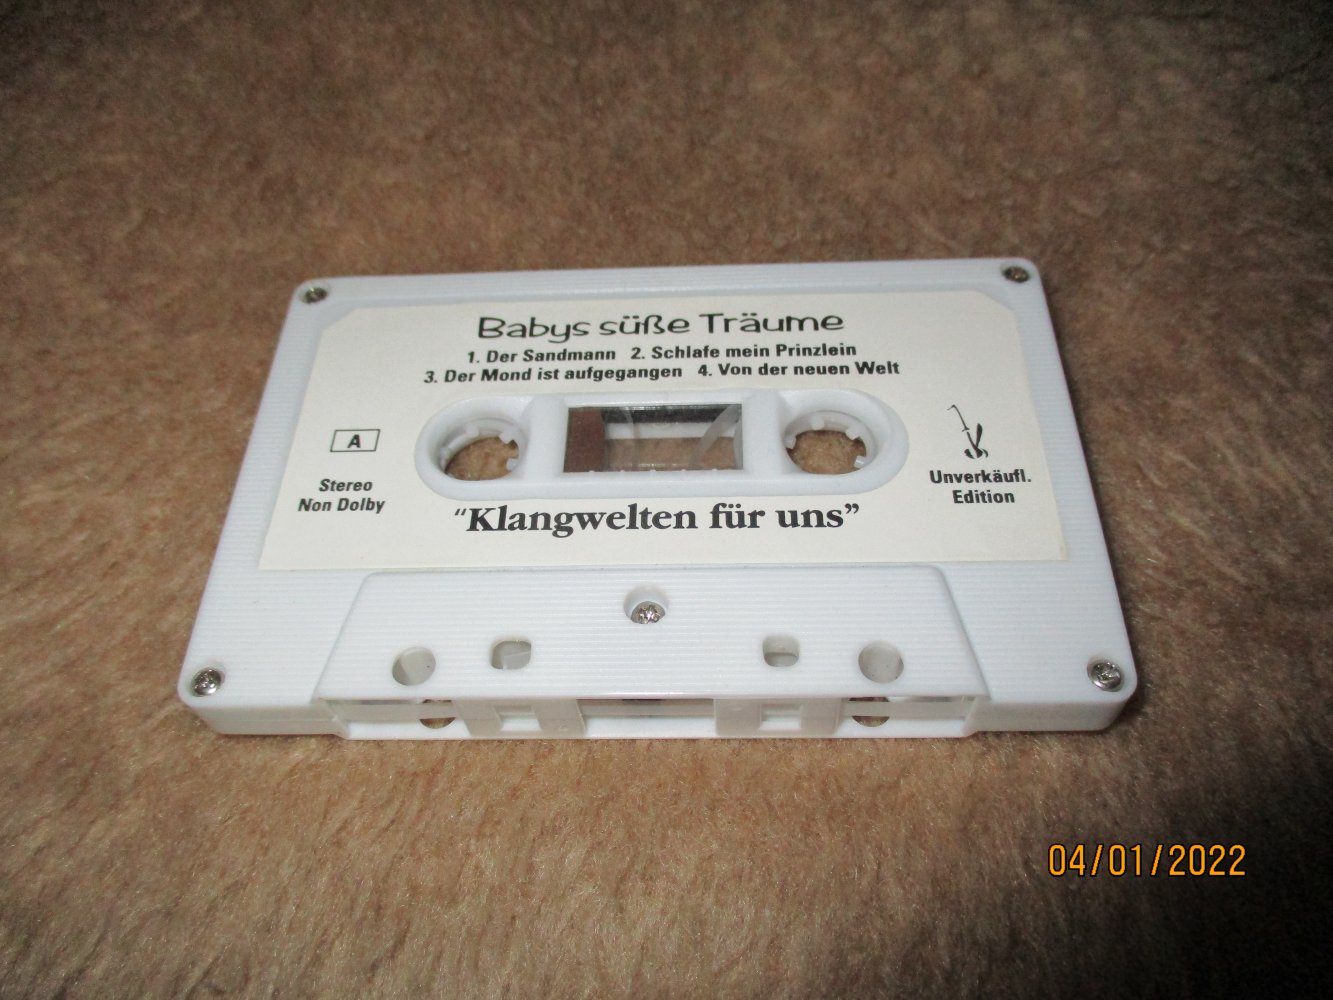 Babys süße Träume
1. Der Sandmann 2. Schlafe mein Prinzlein
3. Der Mond ist aufgegangen 4. Von der neuen Welt
A
Stereo
Non Dolby
Unverkäufl.
Edition
"Klangwelten für uns"
04/01/2022